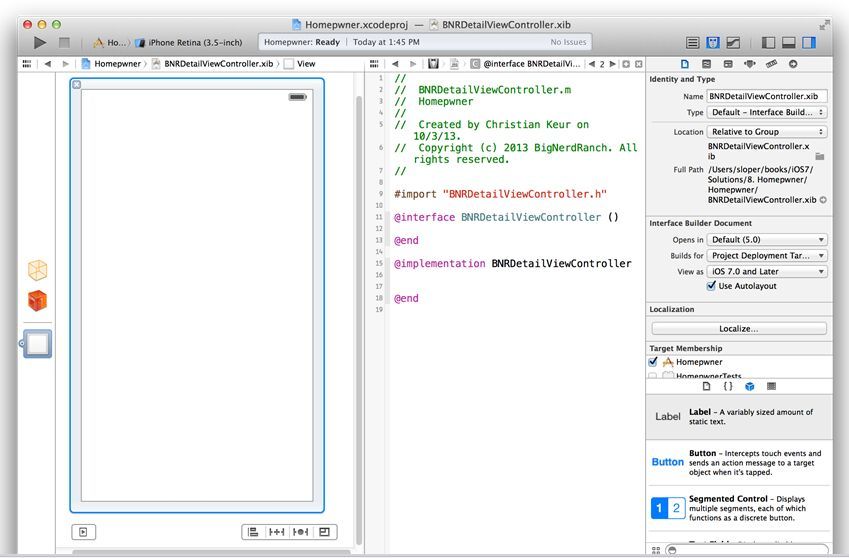 Homepwner.xcodeproj — BNRDetailViewController.xib
Ho... iPhone Retina (3.5-inch)
Homepwner: Ready | Today at 1:45 PM
No Issues
Homepwner BNRDetailViewController.xib View
@interface BNRDetailVi... 2
1 //
2 // BNRDetailViewController.m
3 // Homepwner
4 //
5 // Created by Christian Keur on
10/3/13.
6 // Copyright (c) 2013 BigNerdRanch. All
rights reserved.
7 //
8
9 #import "BNRDetailViewController.h"
10
11 @interface BNRDetailViewController ()
12
13 @end
14
15 @implementation BNRDetailViewController
16
17
18 @end
19
Identity and Type
Name BNRDetailViewController.xib
Type Default - Interface Build...
Location Relative to Group
BNRDetailViewController.x
ib
Full Path /Users/sloper/books/iOS7/
Solutions/8. Homepwner/
Homepwner/
BNRDetailViewController.xib
Interface Builder Document
Opens in Default (5.0)
Builds for Project Deployment Tar...
View as iOS 7.0 and Later
Use Autolayout
Localization
Localize...
Target Membership
Homepwner
HomepwnerTests
{ }
Label
Label - A variably sized amount of
static text.
Button
Button - Intercepts touch events and
sends an action message to a target
object when it's tapped.
1 2
Segmented Control - Displays
multiple segments, each of which
functions as a discrete button.